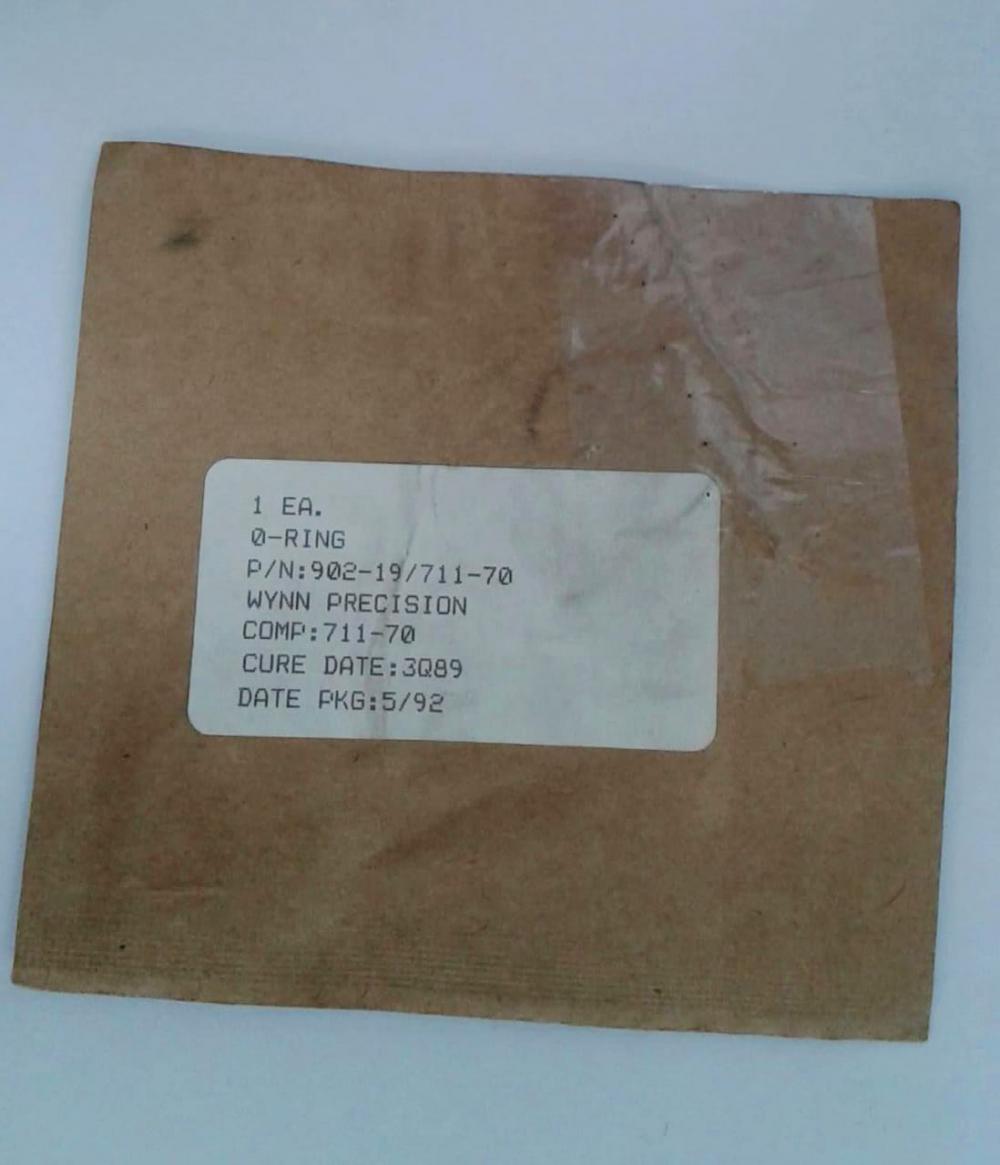 1 EA.
O-RING
P/N:902-19/711-70
WYNN PRECISION
COMP:711-70
CURE DATE:3Q89
DATE PKG:5/92